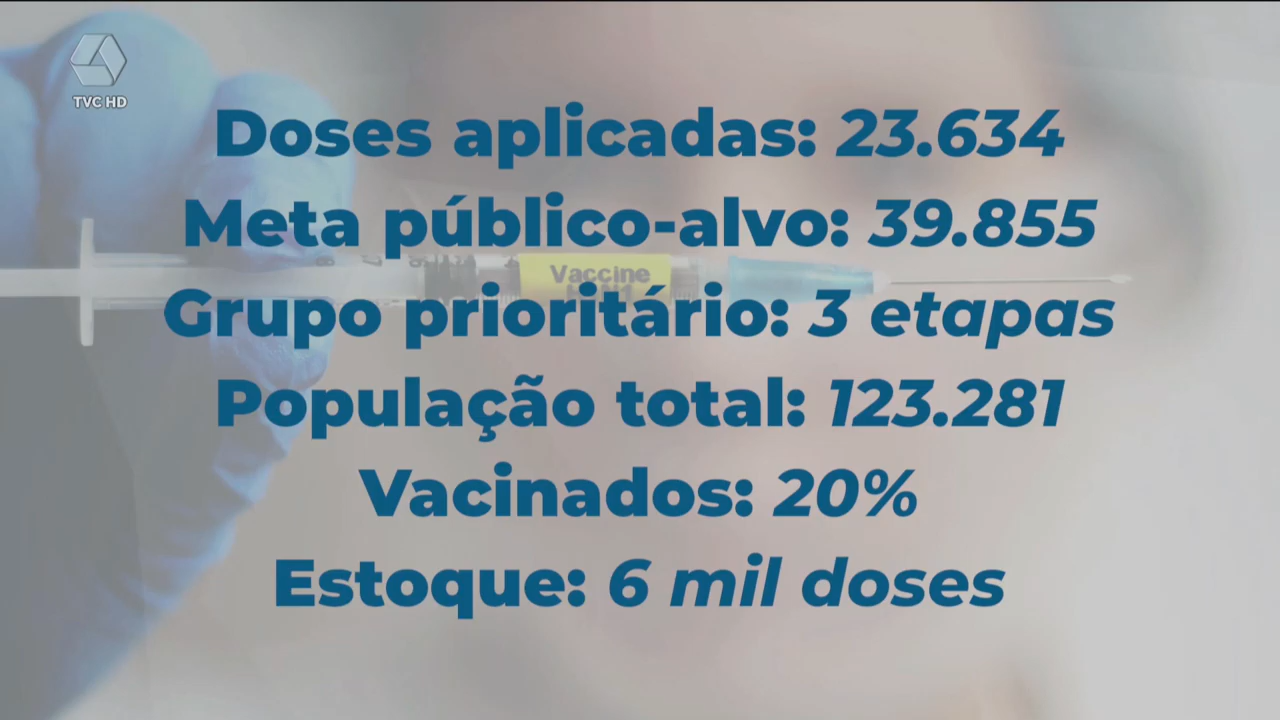 TVC HD
Doses aplicadas: 23.634
Meta público-alvo: 39.855
Vaccine
Grupo prioritário: 3 etapas
População total: 123.281
Vacinados: 20%
Estoque: 6 mil doses